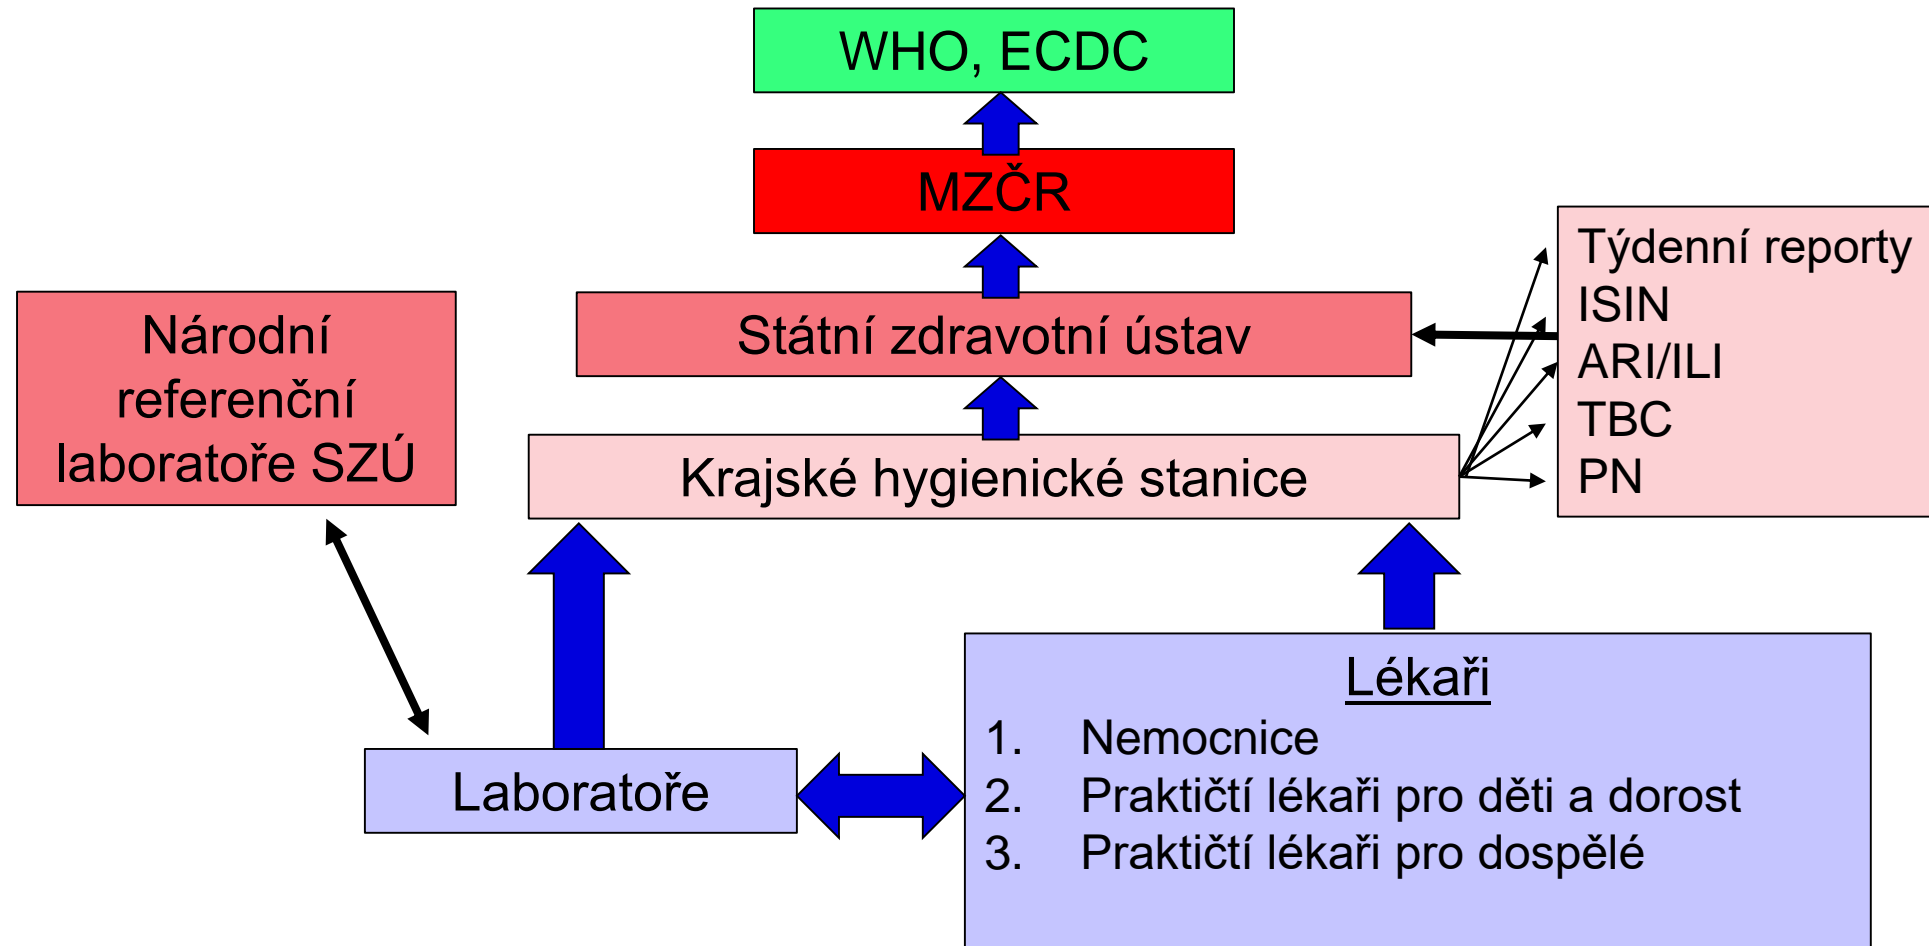 WHO, ECDC
MZČR
Týdenní reporty
ISIN
ARI/ILI
TBC
PN
Národní
referenční
laboratoře SZÚ
Státní zdravotní ústav
Krajské hygienické stanice
Lékaři
1. Nemocnice
2. Praktičtí lékaři pro děti a dorost
3. Praktičtí lékaři pro dospělé
Laboratoře